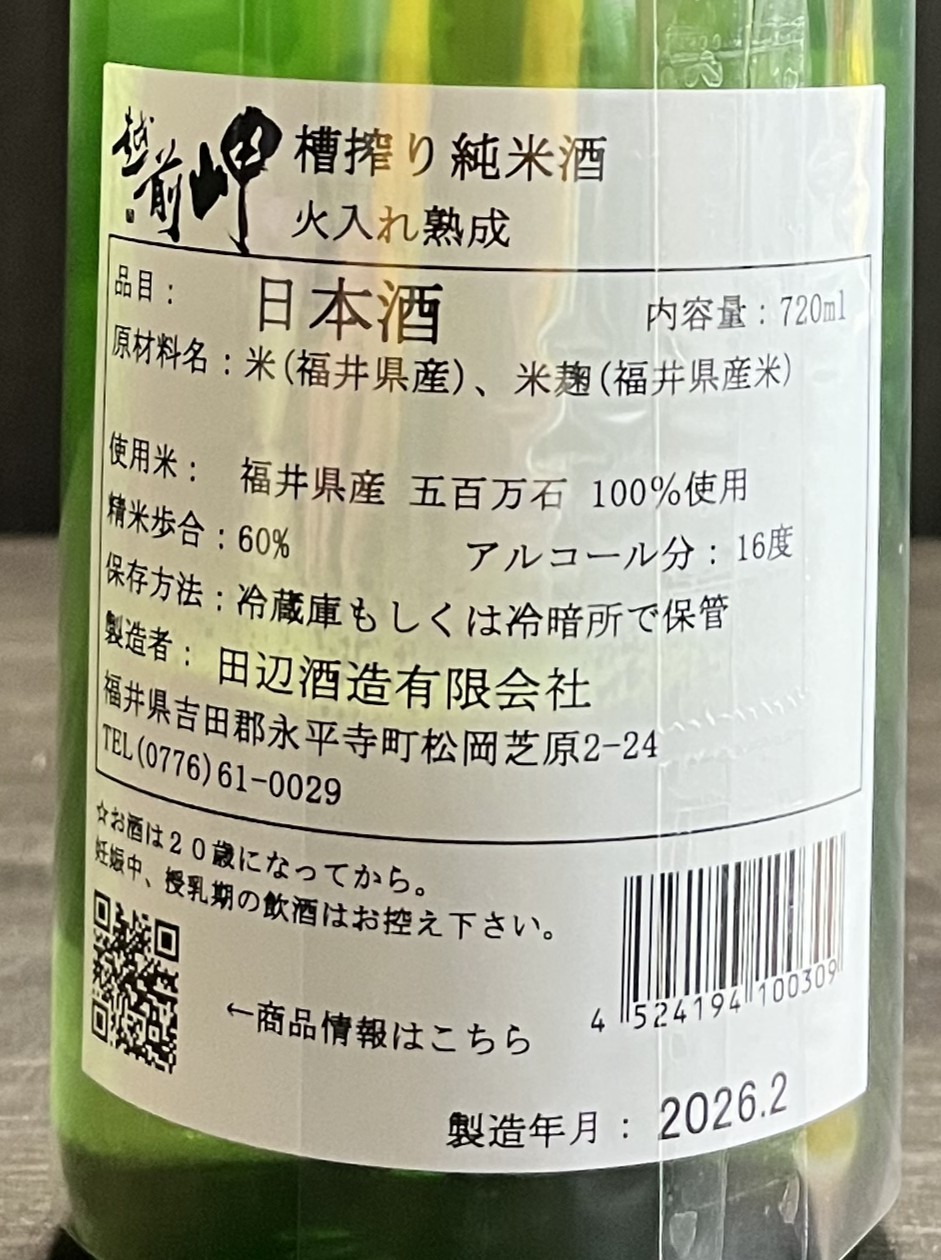 越前岬 槽搾り純米酒
火入れ熟成
品目： 日本酒 内容量：720ml
原材料名：米(福井県産)、米麹(福井県産米)
使用米： 福井県産 五百万石 100%使用
精米歩合：60% アルコール分：16度
保存方法：冷蔵庫もしくは冷暗所で保管
製造者： 田辺酒造有限会社
福井県吉田郡永平寺町松岡芝原2-24
TEL(0776)61-0029
☆お酒は２０歳になってから。
妊娠中、授乳期の飲酒はお控え下さい。
←商品情報はこちら
4 524194 100309
製造年月：2026.2